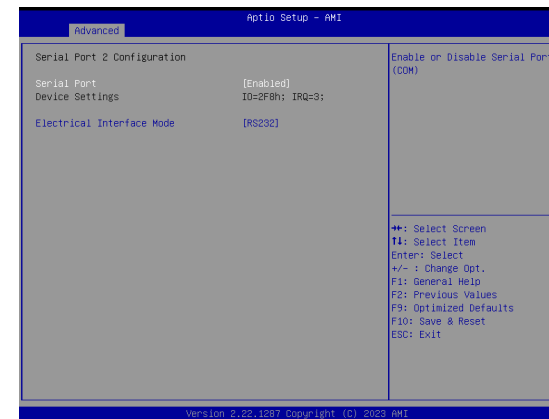 Aptio Setup - AMI
Advanced
Serial Port 2 Configuration
Serial Port [Enabled]
Device Settings IO=2F8h; IRQ=3;
Electrical Interface Mode [RS232]
Enable or Disable Serial Por
(COM)
→←: Select Screen
↑↓: Select Item
Enter: Select
+/- : Change Opt.
F1: General Help
F2: Previous Values
F9: Optimized Defaults
F10: Save & Reset
ESC: Exit
Version 2.22.1287 Copyright (C) 2023 AMI